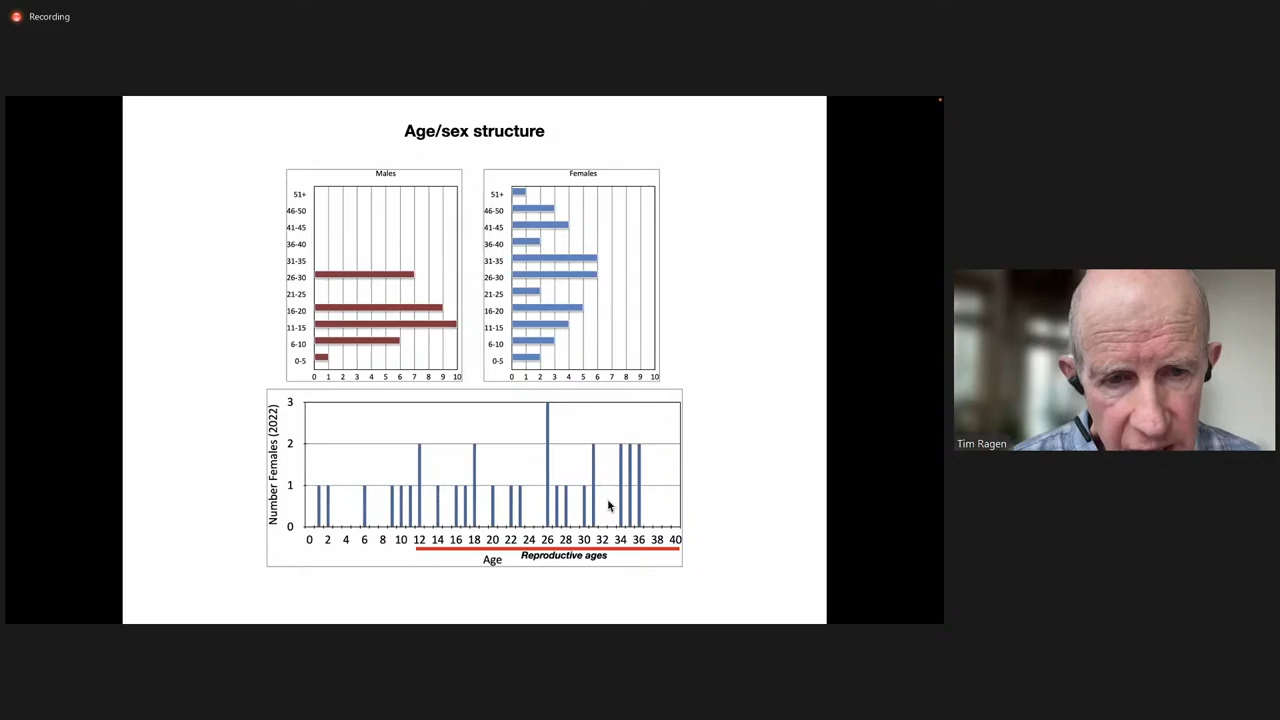 Recording
Age/sex structure
Males
51+
46-50
41-45
36-40
31-35
26-30
21-25
16-20
11-15
6-10
0-5
0 1 2 3 4 5 6 7 8 9 10
Females
51+
46-50
41-45
36-40
31-35
26-30
21-25
16-20
11-15
6-10
0-5
0 1 2 3 4 5 6 7 8 9 10
Number Females (2022)
3
2
1
0
0 2 4 6 8 10 12 14 16 18 20 22 24 26 28 30 32 34 36 38 40
Reproductive ages
Age
Tim Ragen